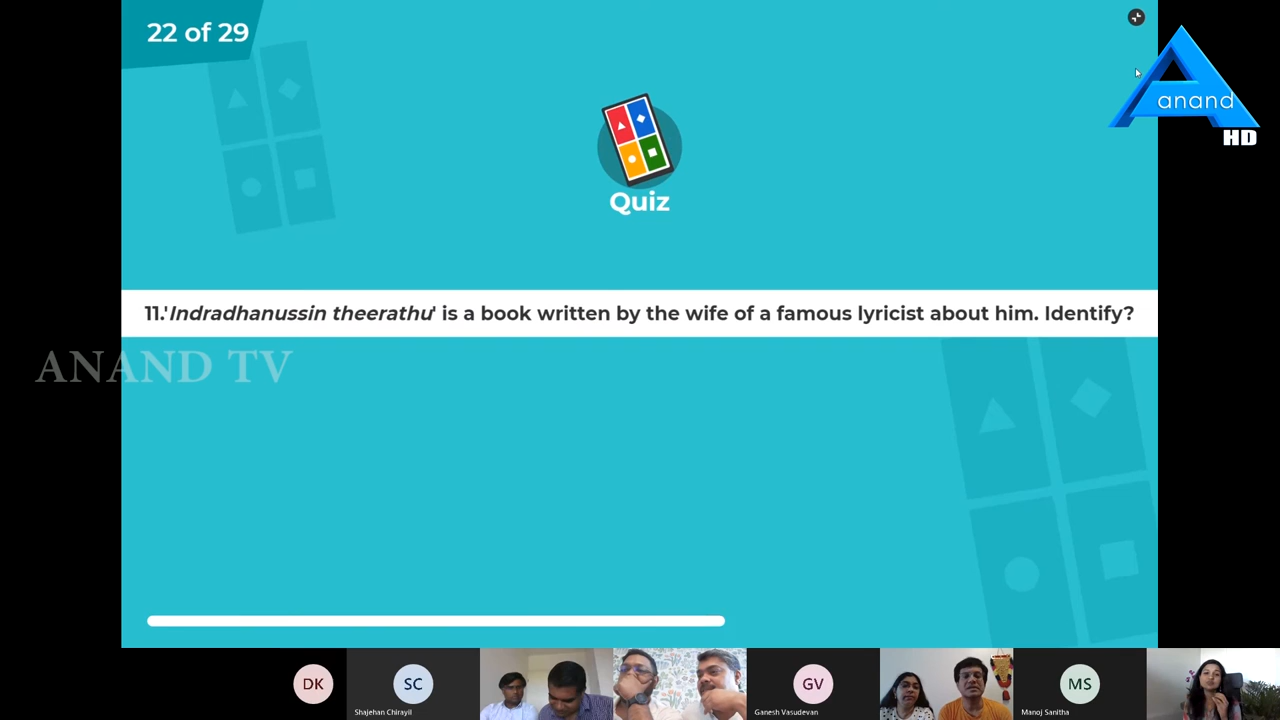 22 of 29
anand
HD
Quiz
11.'Indradhanussin theerathu' is a book written by the wife of a famous lyricist about him. Identify?
ANAND TV
DK
SC
Shajehan Chirayil
GV
Ganesh Vasudevan
MS
Manoj Sanitha